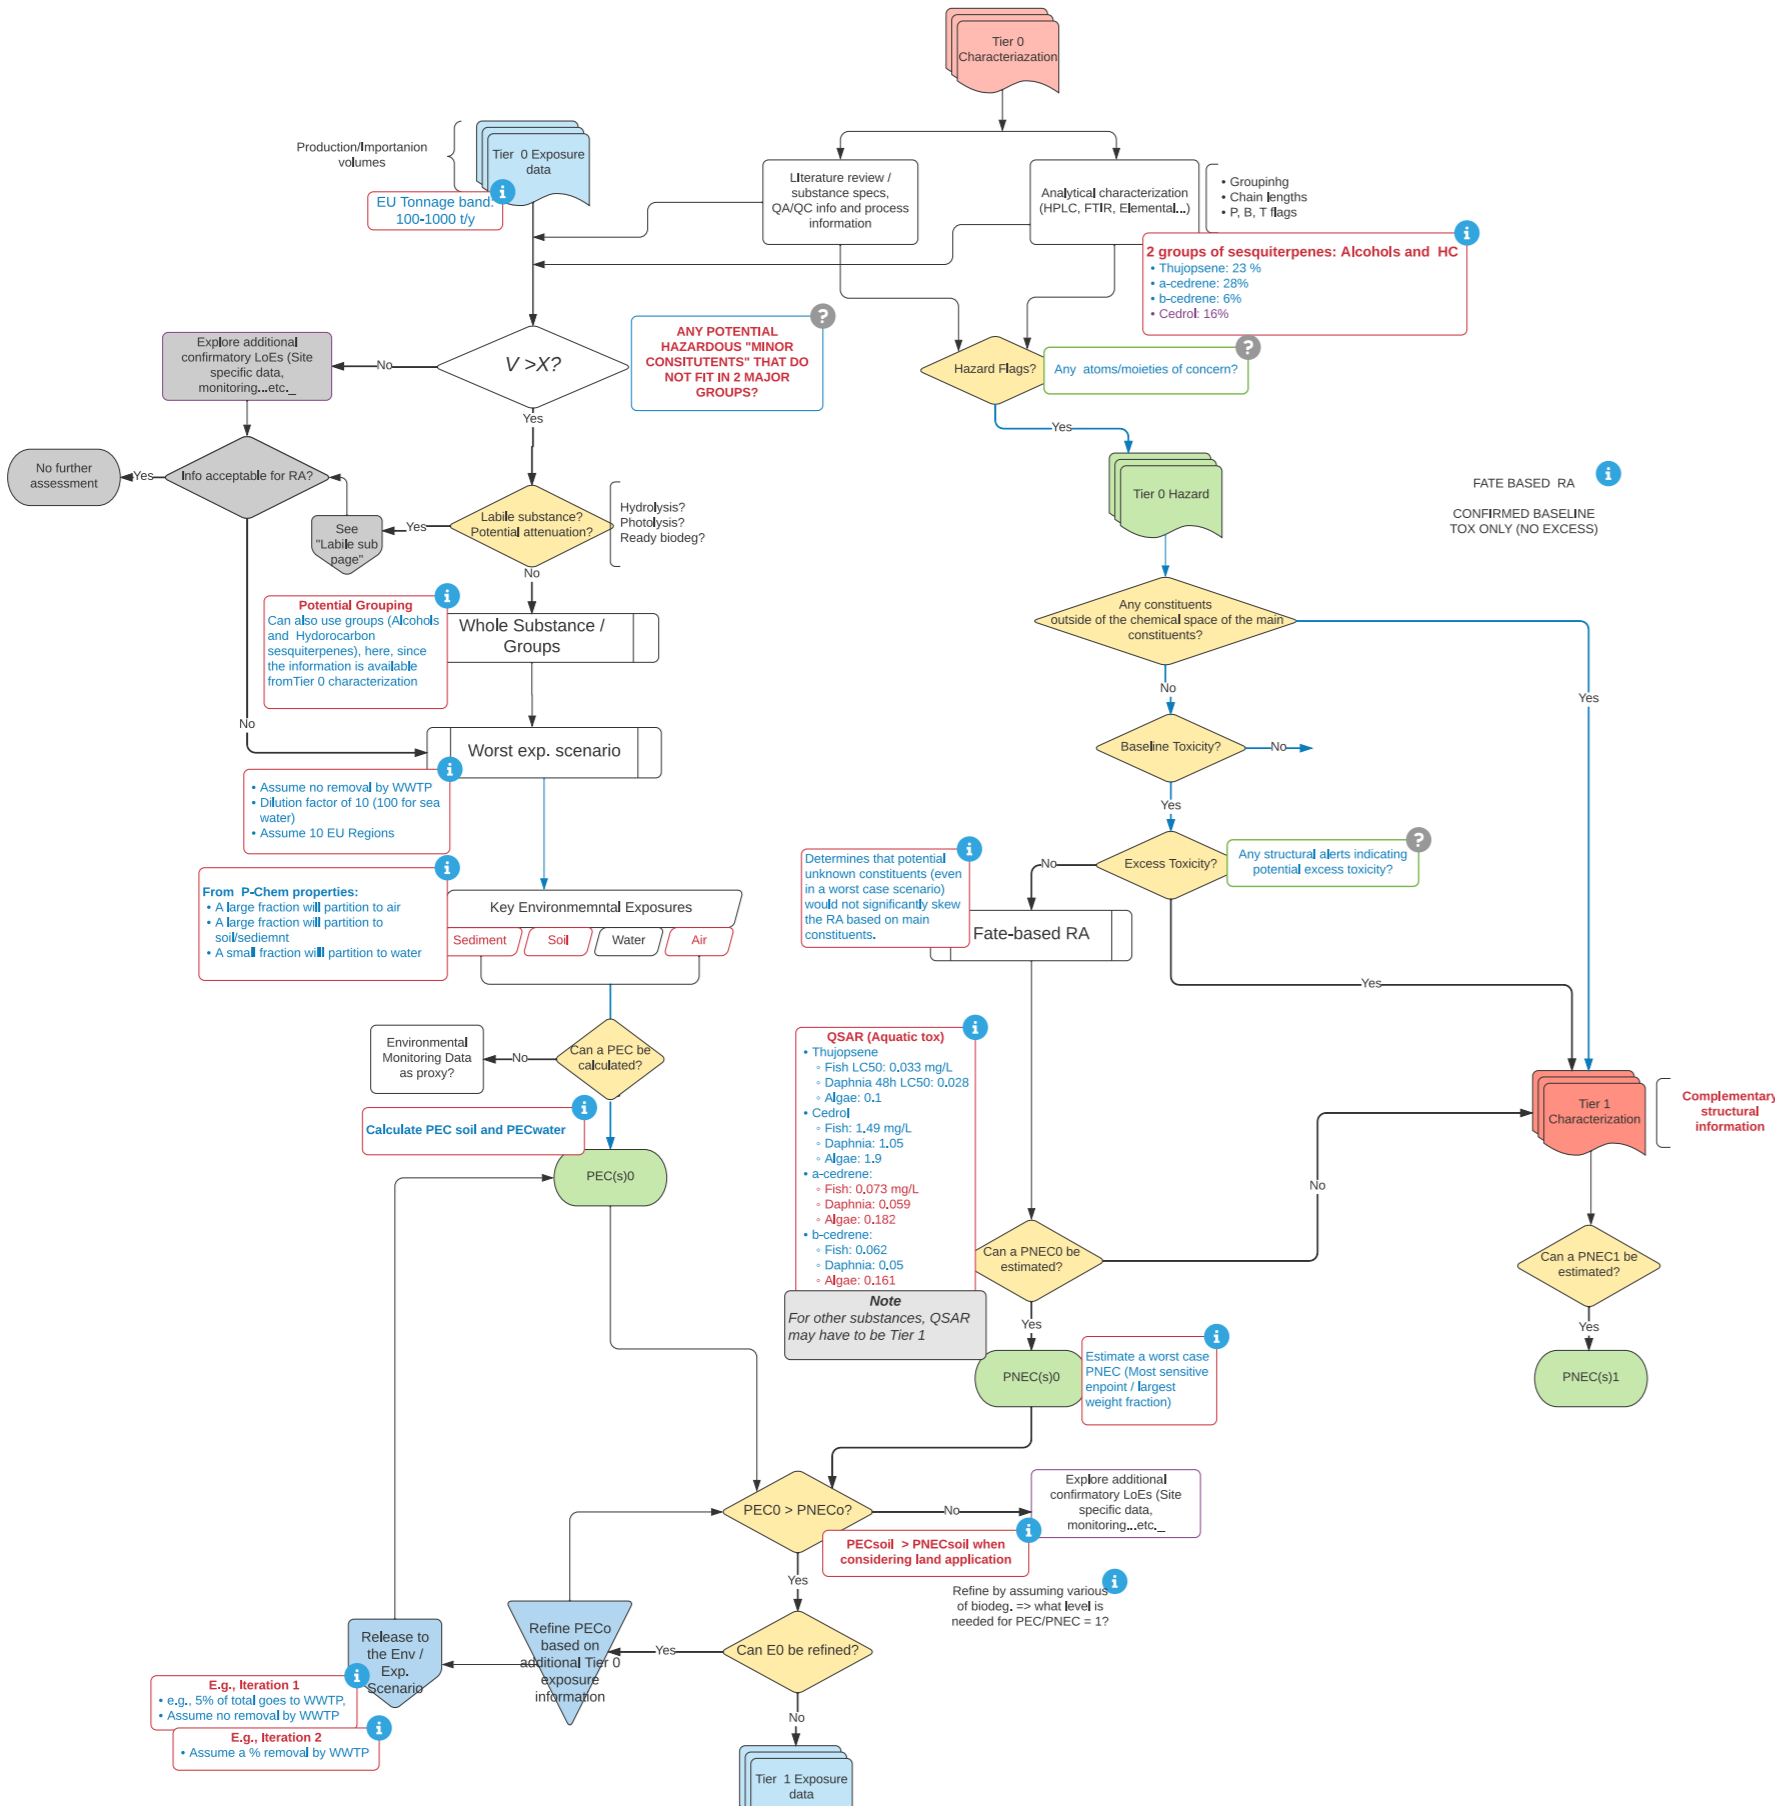 Tier 0
Characteriazation
Production/Importanion
volumes
Tier 0 Exposure
data
EU Tonnage band:
100-1000 t/y
LIterature review /
substance specs,
QA/QC info and process
information
Analytical characterization
(HPLC, FTIR, Elemental...)
• Groupinhg
• Chain lengths
• P, B, T flags
2 groups of sesquiterpenes: Alcohols and HC
• Thujopsene: 23 %
• a-cedrene: 28%
• b-cedrene: 6%
• Cedrol: 16%
Explore additional
confirmatory LoEs (Site
specific data,
monitoring...etc._
No
V >X?
ANY POTENTIAL
HAZARDOUS "MINOR
CONSITUTENTS" THAT DO
NOT FIT IN 2 MAJOR
GROUPS?
Hazard Flags?
Any atoms/moieties of concern?
Yes
Yes
No further
assessment
Yes
Info acceptable for RA?
See
"Labile sub
page"
Yes
Labile substance?
Potential attenuation?
Hydrolysis?
Photolysis?
Ready biodeg?
Tier 0 Hazard
FATE BASED RA
CONFIRMED BASELINE
TOX ONLY (NO EXCESS)
No
Potential Grouping
Can also use groups (Alcohols
and Hydorocarbon
sesquiterpenes), here, since
the information is available
fromTier 0 characterization
Whole Substance /
Groups
Any constituents
outside of the chemical space of the main
constituents?
No
Yes
No
Worst exp. scenario
Baseline Toxicity?
No
• Assume no removal by WWTP
• Dilution factor of 10 (100 for sea
water)
• Assume 10 EU Regions
Yes
Determines that potential
unknown constituents (even
in a worst case scenario)
would not significantly skew
the RA based on main
constituents.
No
Excess Toxicity?
Any structural alerts indicating
potential excess toxicity?
From P-Chem properties:
• A large fraction will partition to air
• A large fraction will partition to
soil/sediemnt
• A small fraction will partition to water
Key Environmemntal Exposures
Sediment
Soil
Water
Air
Fate-based RA
Yes
Environmental
Monitoring Data
as proxy?
No
Can a PEC be
calculated?
QSAR (Aquatic tox)
• Thujopsene
◦ Fish LC50: 0.033 mg/L
◦ Daphnia 48h LC50: 0.028
◦ Algae: 0.1
• Cedrol
◦ Fish: 1.49 mg/L
◦ Daphnia: 1.05
◦ Algae: 1.9
• a-cedrene:
◦ Fish: 0.073 mg/L
◦ Daphnia: 0.059
◦ Algae: 0.182
• b-cedrene:
◦ Fish: 0.062
◦ Daphnia: 0.05
◦ Algae: 0.161
Tier 1
Characterization
Complementary
structural
information
Calculate PEC soil and PECwater
PEC(s)0
No
Can a PNEC0 be
estimated?
Can a PNEC1 be
estimated?
Note
For other substances, QSAR
may have to be Tier 1
Yes
Yes
PNEC(s)0
Estimate a worst case
PNEC (Most sensitive
enpoint / largest
weight fraction)
PNEC(s)1
PEC0 > PNECo?
No
Explore additional
confirmatory LoEs (Site
specific data,
monitoring...etc._
PECsoil > PNECsoil when
considering land application
Yes
Refine by assuming various
of biodeg. => what level is
needed for PEC/PNEC = 1?
Release to
the Env /
Exp.
Scenario
Refine PECo
based on
additional Tier 0
exposure
information
Yes
Can E0 be refined?
E.g., Iteration 1
• e.g., 5% of total goes to WWTP,
• Assume no removal by WWTP
E.g., Iteration 2
• Assume a % removal by WWTP
No
Tier 1 Exposure
data